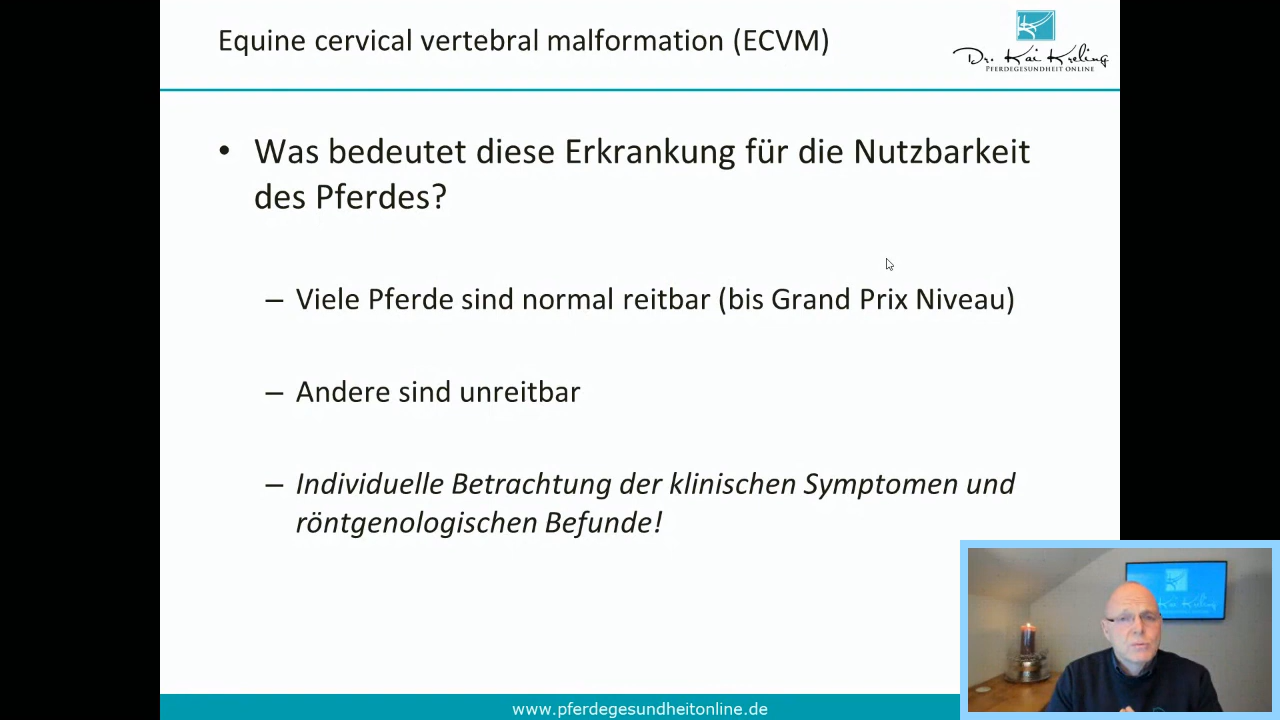 Equine cervical vertebral malformation (ECVM)
Dr. Kai Kreling
PFERDEGESUNDHEIT ONLINE
• Was bedeutet diese Erkrankung für die Nutzbarkeit
des Pferdes?
– Viele Pferde sind normal reitbar (bis Grand Prix Niveau)
– Andere sind unreitbar
– Individuelle Betrachtung der klinischen Symptomen und
röntgenologischen Befunde!
Kai Kreling
www.pferdegesundheitonline.de